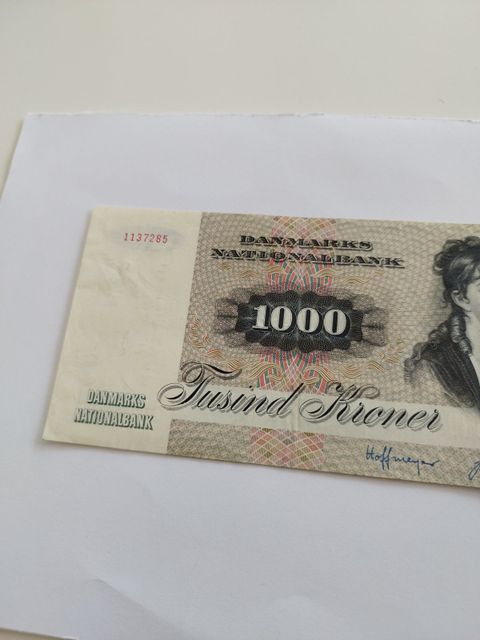 1137285
DANMARKS
NATIONALBANK
1000
Tusind Kroner
DANMARKS
NATIONALBANK
Hoffmeyer